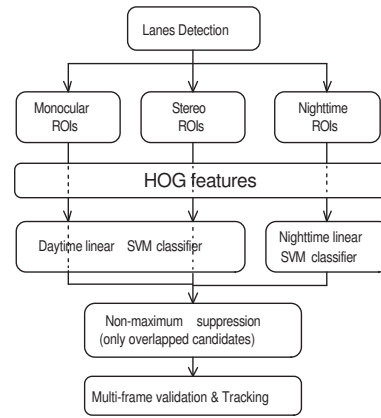 Lanes Detection
Monocular
ROIs
Stereo
ROIs
Nighttime
ROIs
HOG features
Daytime linear SVM classifier
Nighttime linear
SVM classifier
Non-maximum suppression
(only overlapped candidates)
Multi-frame validation & Tracking